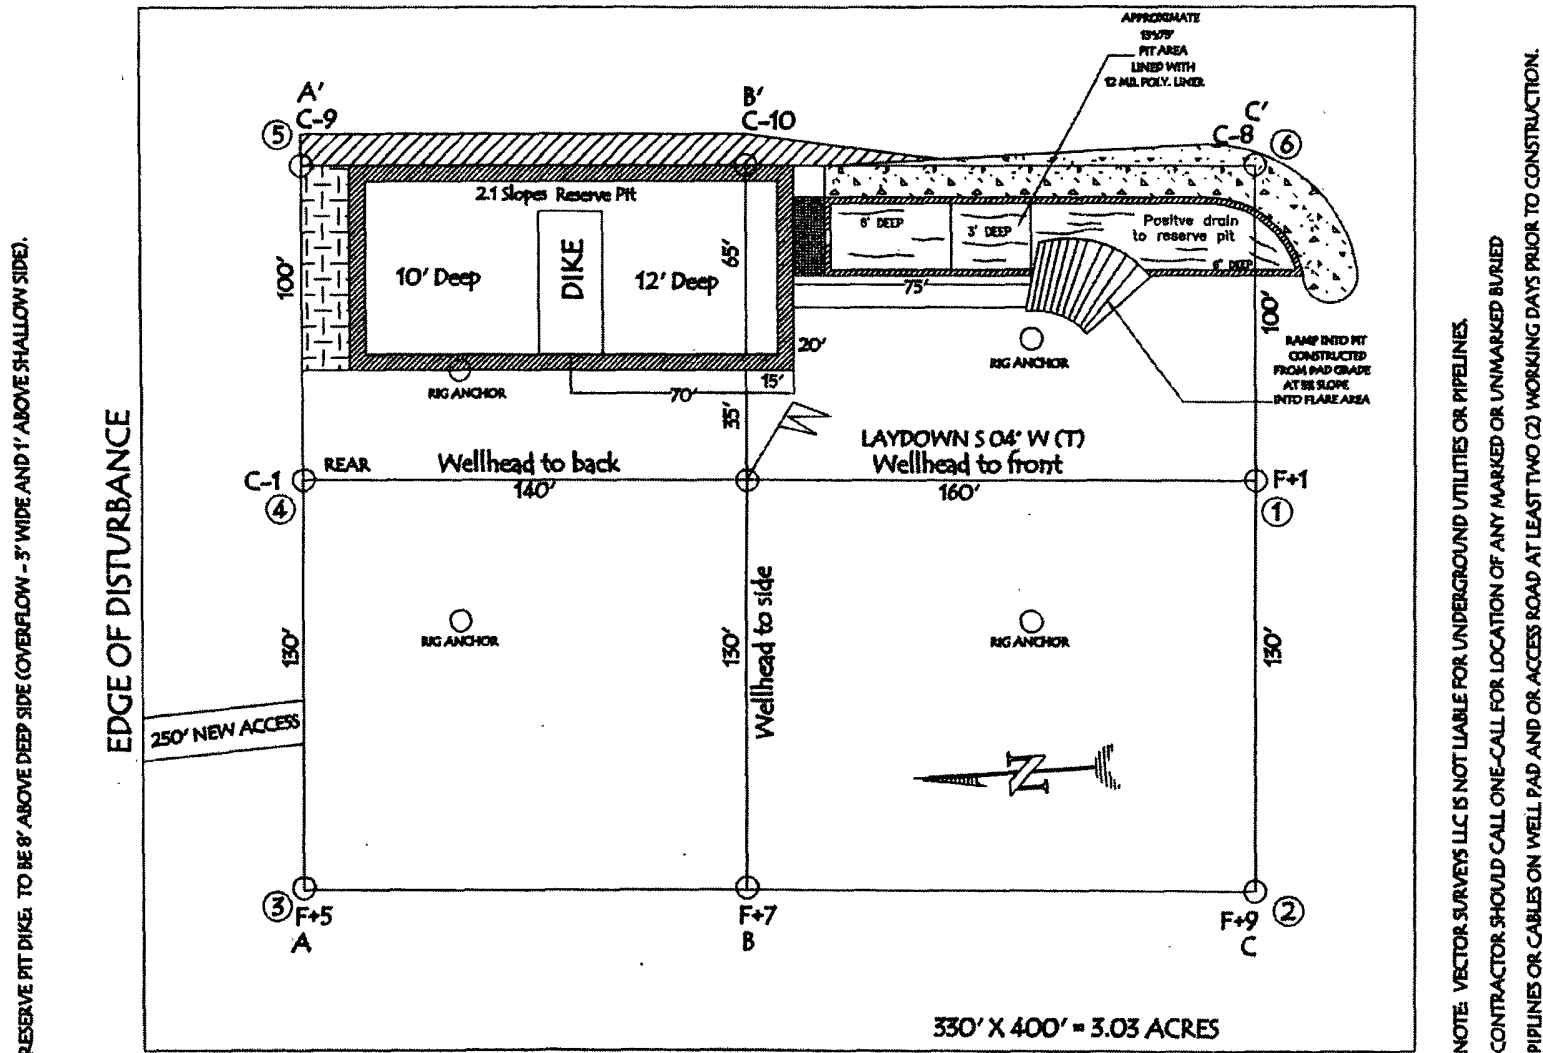 APPROXIMATE
PIT AREA
LINED WITH
12 MIL POLY. LINER
A'
C-9
5
B'
C-10
C'
C-8
6
2.1 Slopes Reserve Pit
10' Deep
DIKE
12' Deep
65'
6' DEEP
3' DEEP
Positve drain
to reserve pit
6' DEEP
100'
75'
100'
20'
15'
70'
35'
RIG ANCHOR
RIG ANCHOR
RAMP INTO PIT
CONSTRUCTED
FROM PAD GRADE
SLOPE
INTO FLARE AREA
REAR
Wellhead to back
140'
LAYDOWN S 04° W (T)
Wellhead to front
160'
C-1
4
F+1
1
RIG ANCHOR
RIG ANCHOR
130'
130'
Wellhead to side
130'
250' NEW ACCESS
N
3
F+5
A
F+7
B
F+9
C
2
330' X 400' = 3.03 ACRES
EDGE OF DISTURBANCE
RESERVE PIT DIKE: TO BE 8' ABOVE DEEP SIDE (OVERFLOW - 3' WIDE AND 1' ABOVE SHALLOW SIDE).
NOTE: VECTOR SURVEYS LLC IS NOT LIABLE FOR UNDERGROUND UTILITIES OR PIPELINES.
CONTRACTOR SHOULD CALL ONE-CALL FOR LOCATION OF ANY MARKED OR UNMARKED BURIED
PIPLINES OR CABLES ON WELL PAD AND OR ACCESS ROAD AT LEAST TWO (2) WORKING DAYS PRIOR TO CONSTRUCTION.